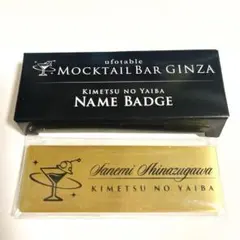 ufotable
MOCKTAIL BAR GINZA
KIMETSU NO YAIBA
NAME BADGE
Sanemi Shinazugawa
KIMETSU NO YAIBA